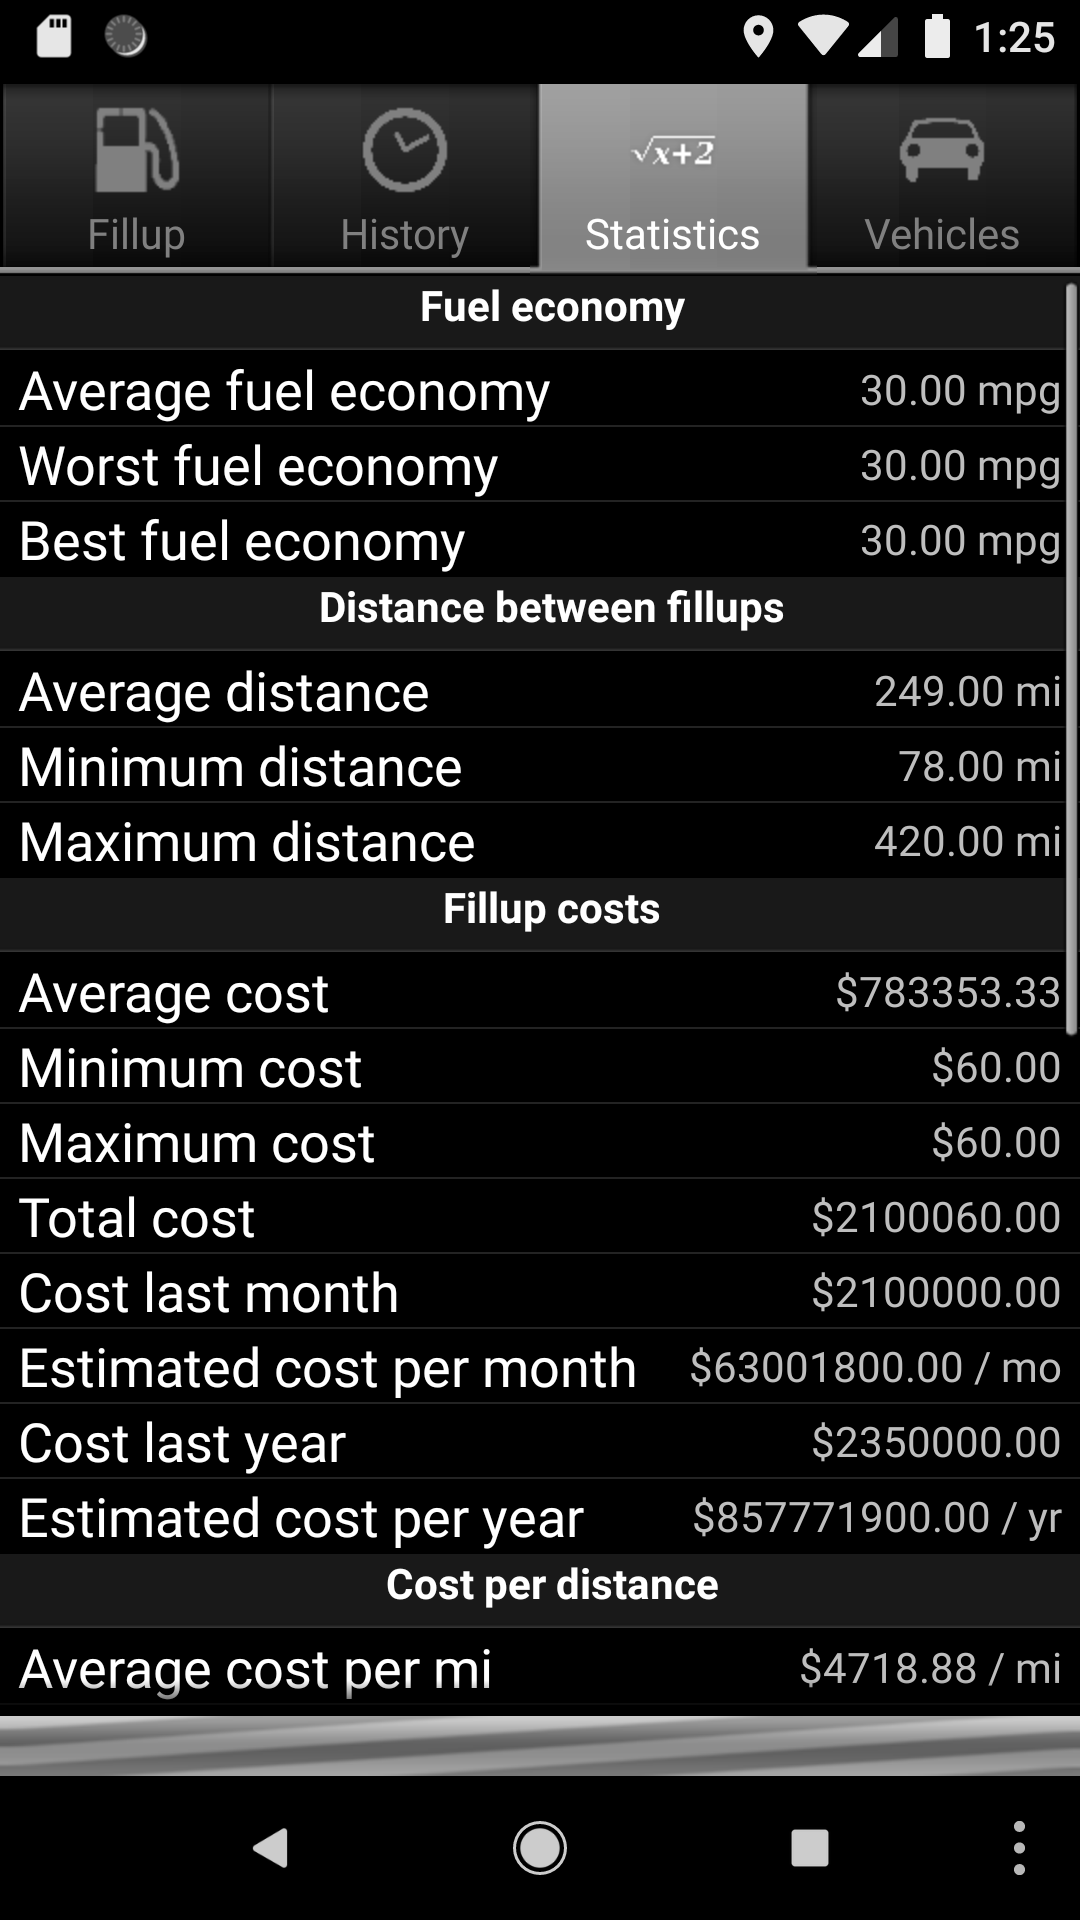 1:25
√x+2
Fillup History Statistics Vehicles
Fuel economy
Average fuel economy 30.00 mpg
Worst fuel economy 30.00 mpg
Best fuel economy 30.00 mpg
Distance between fillups
Average distance 249.00 mi
Minimum distance 78.00 mi
Maximum distance 420.00 mi
Fillup costs
Average cost $783353.33
Minimum cost $60.00
Maximum cost $60.00
Total cost $2100060.00
Cost last month $2100000.00
Estimated cost per month $63001800.00 / mo
Cost last year $2350000.00
Estimated cost per year $857771900.00 / yr
Cost per distance
Average cost per mi $4718.88 / mi